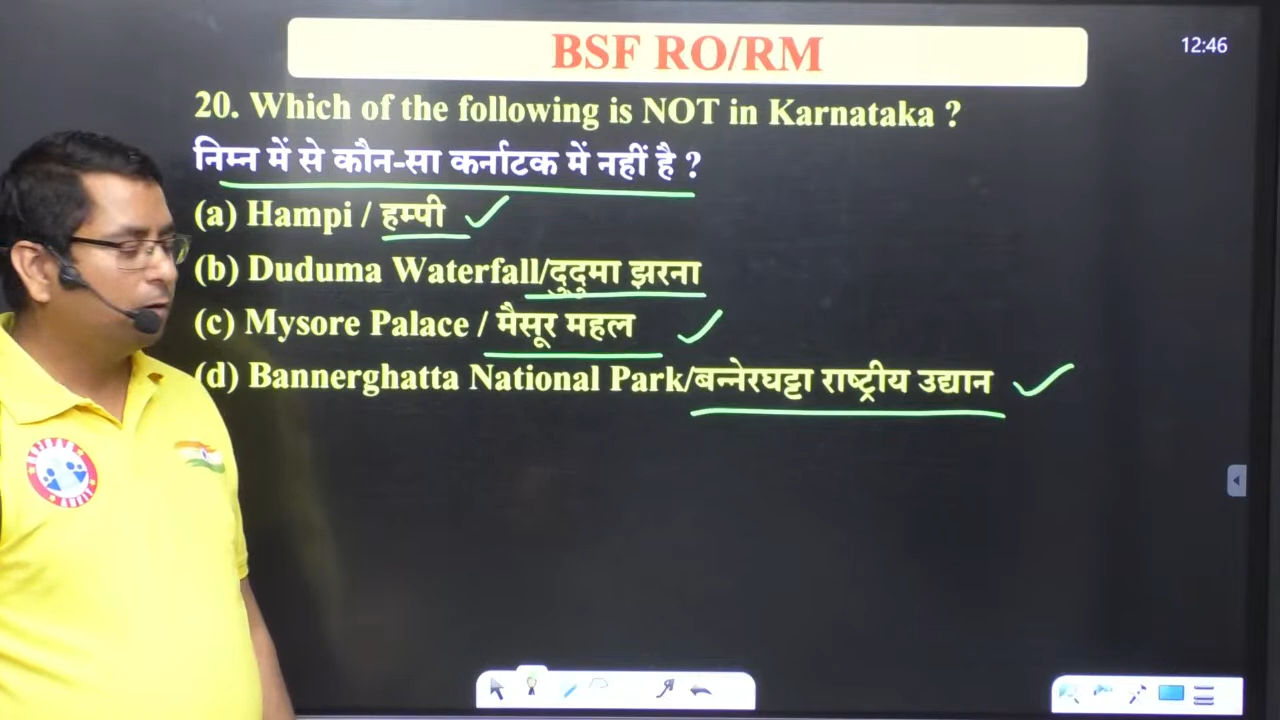 BSF RO/RM
12:46
20. Which of the following is NOT in Karnataka ?
निम्न में से कौन-सा कर्नाटक में नहीं है ?
(a) Hampi / हम्पी
(b) Duduma Waterfall/दुदुमा झरना
(c) Mysore Palace / मैसूर महल
(d) Bannerghatta National Park/बन्नेरघट्टा राष्ट्रीय उद्यान